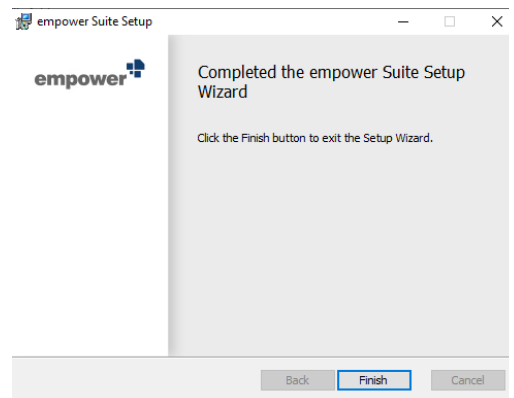 empower Suite Setup
empower
Completed the empower Suite Setup
Wizard
Click the Finish button to exit the Setup Wizard.
Back
Finish
Cancel